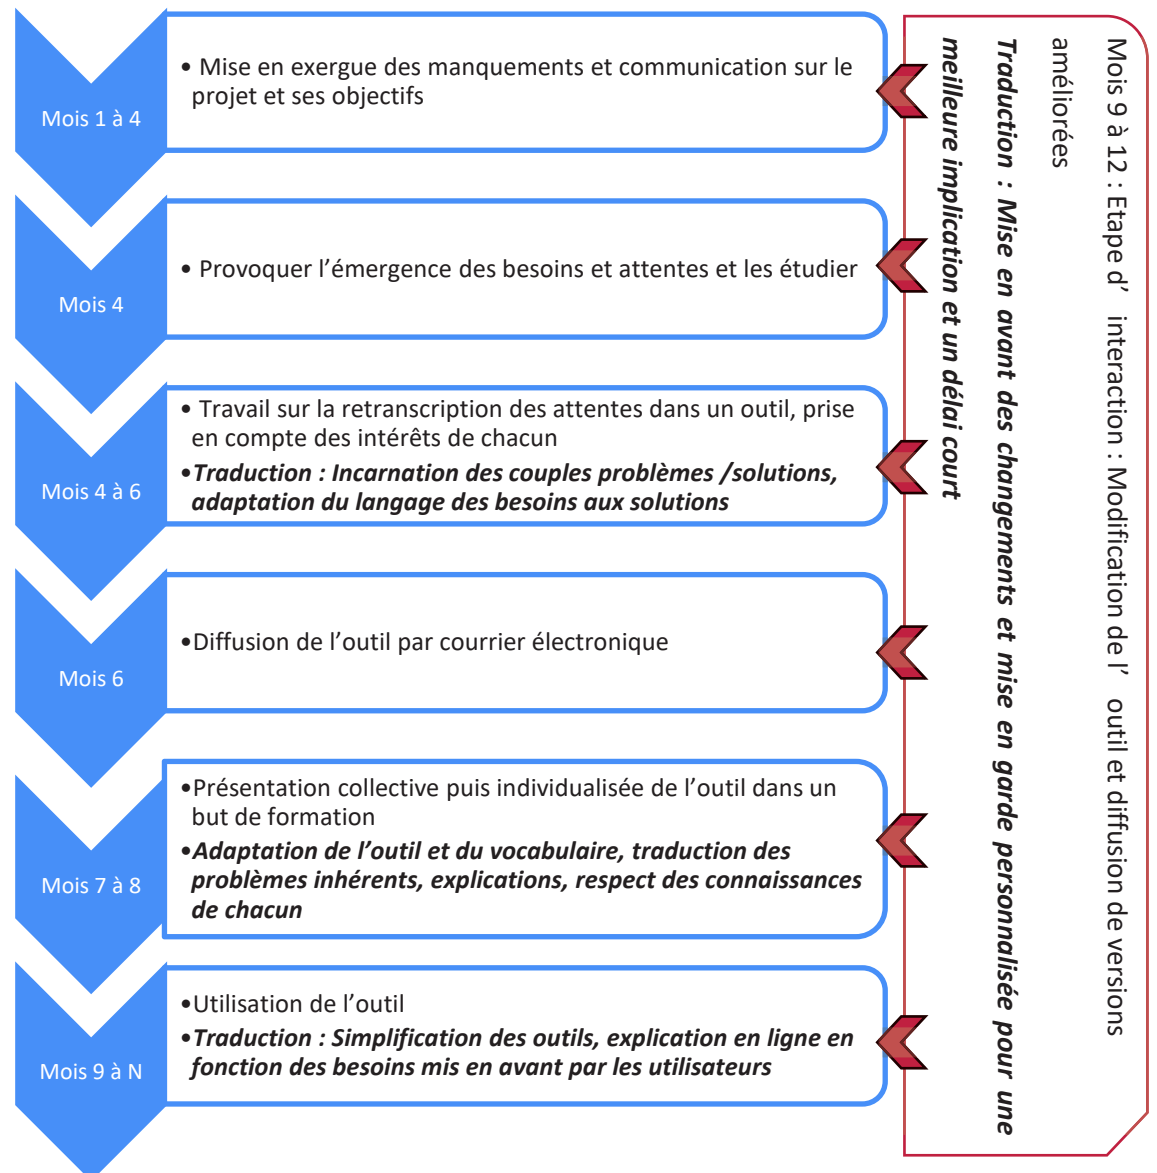 Mois 1 à 4
• Mise en exergue des manquements et communication sur le
projet et ses objectifs
Mois 4
• Provoquer l’émergence des besoins et attentes et les étudier
Mois 4 à 6
• Travail sur la retranscription des attentes dans un outil, prise
en compte des intérêts de chacun
•Traduction : Incarnation des couples problèmes /solutions,
adaptation du langage des besoins aux solutions
Mois 6
•Diffusion de l’outil par courrier électronique
Mois 7 à 8
•Présentation collective puis individualisée de l’outil dans un
but de formation
•Adaptation de l’outil et du vocabulaire, traduction des
problèmes inhérents, explications, respect des connaissances
de chacun
Mois 9 à N
•Utilisation de l’outil
•Traduction : Simplification des outils, explication en ligne en
fonction des besoins mis en avant par les utilisateurs
Mois 9 à 12 : Etape d’ interaction : Modification de l’ outil et diffusion de versions
améliorées
Traduction : Mise en avant des changements et mise en garde personnalisée pour une
meilleure implication et un délai court